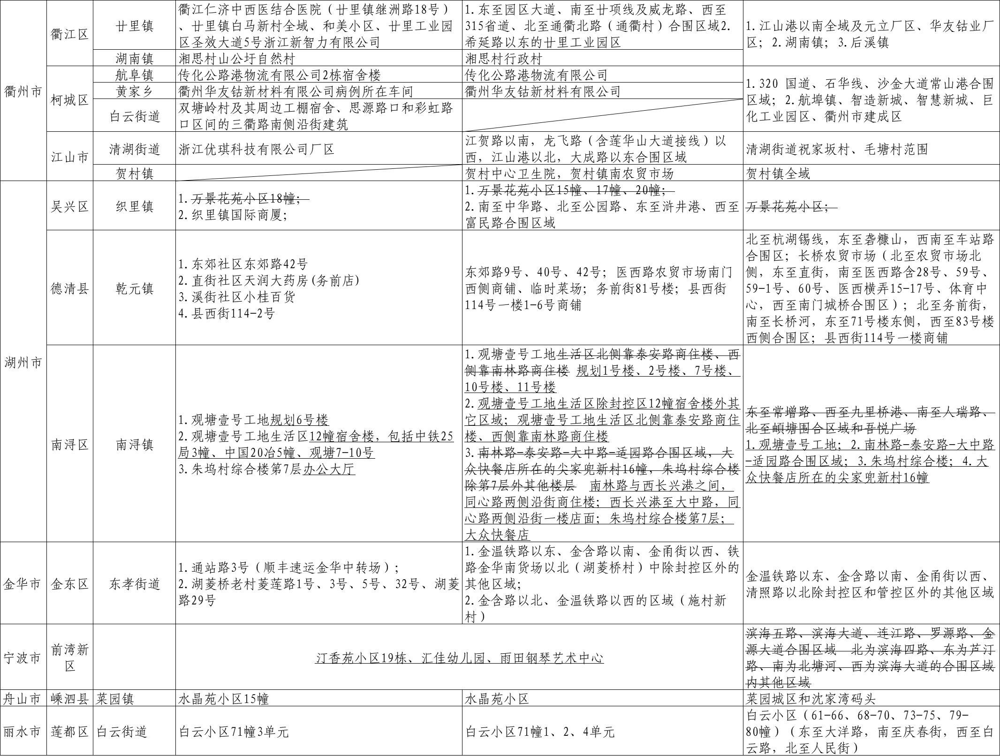 衢州市
衢江区
廿里镇
衢江仁济中西医结合医院（廿里镇继洲路18号）
、廿里镇白马新村全域、和美小区、廿里工业园
区圣效大道5号浙江新智力有限公司
1.东至园区大道、南至廿项线及威龙路、西至
315省道、北至通衢北路（通衢村）合围区域2.
希延路以东的廿里工业园区
1.江山港以南全域及元立厂区、华友钴业厂
区；2.湖南镇；3.后溪镇
湖南镇
湘思村山公圩自然村
湘思村行政村
柯城区
航阜镇
传化公路港物流有限公司2栋宿舍楼
传化公路港物流有限公司
1.320 国道、石华线、沙金大道常山港合围
区域；2.航埠镇、智造新城、智慧新城、巨
化工业园区、衢州市建成区
黄家乡
衢州华友钴新材料有限公司病例所在车间
衢州华友钴新材料有限公司
白云街道
双塘岭村及其周边工棚宿舍、思源路口和彩虹路
口区间的三衢路南侧沿街建筑
江山市
清湖街道
浙江优琪科技有限公司厂区
江贺路以南，龙飞路（含莲华山大道接线）以
西，江山港以北，大成路以东合围区域
清湖街道祝家坂村、毛塘村范围
贺村镇
贺村中心卫生院，贺村镇南农贸市场
贺村镇全域
湖州市
吴兴区
织里镇
1.万景花苑小区18幢；
2.织里镇国际商厦；
1.万景花苑小区15幢、17幢、20幢；
2.南至中华路、北至公园路、东至浒井港、西至
富民路合围区域
万景花苑小区；
德清县
乾元镇
1.东郊社区东郊路42号
2.直街社区天润大药房(务前店)
3.溪街社区小桂百货
4.县西街114-2号
东郊路9号、40号、42号；医西路农贸市场南门
西侧商铺、临时菜场；务前街81号楼；县西街
114号一楼1-6号商铺
北至杭湖锡线，东至砻糠山，西南至车站路
合围区；长桥农贸市场（北至农贸市场北
侧，东至直街，南至医西路含28号、59号、
59-1号、60号、医西横弄15-17号、体育中
心，西至南门城桥合围区）；北至务前街，
南至长桥河，东至71号楼东侧，西至83号楼
西侧合围区；县西街114号一楼商铺
南浔区
南浔镇
1.观塘壹号工地规划6号楼
2.观塘壹号工地生活区12幢宿舍楼，包括中铁25
局3幢、中国20冶5幢、观塘7-10号
3.朱坞村综合楼第7层办公大厅
1.观塘壹号工地生活区北侧靠泰安路商住楼、西
侧靠南林路商住楼 规划1号楼、2号楼、7号楼、
10号楼、11号楼
2.观塘壹号工地生活区除封控区12幢宿舍楼外其
它区域；观塘壹号工地生活区北侧靠泰安路商住
楼、西侧靠南林路商住楼
3.南林路-泰安路-大中路-适园路合围区域，大
众快餐店所在的尖家兜新村16幢，朱坞村综合楼
除第7层外其他楼层 南林路与西长兴港之间，
同心路两侧沿街商住楼；西长兴港至大中路，同
心路两侧沿街一楼店面；朱坞村综合楼第7层；
大众快餐店
东至常增路、西至九里桥港、南至人瑞路、
北至頔塘围合区域和吾悦广场
1.观塘壹号工地；2.南林路-泰安路-大中路
-适园路合围区域；3.朱坞村综合楼；4.大
众快餐店所在的尖家兜新村16幢
金华市
金东区
东孝街道
1.通站路3号（顺丰速运金华中转场）；
2.湖菱桥老村菱莲路1号、3号、5号、32号、湖菱
路29号
1.金温铁路以东、金含路以南、金甬街以西、铁
路金华南货场以北（湖菱桥村）中除封控区外的
其他区域；
2.金含路以北、金温铁路以西的区域（施村新
村）
金温铁路以东、金含路以南、金甬街以西、
清照路以北除封控区和管控区外的其他区域
宁波市
前湾新
区
汀香苑小区19栋、汇佳幼儿园、雨田钢琴艺术中心
滨海五路、滨海大道、连江路、罗源路、金
源大道合围区域 北为滨海四路、东为芦汀
路、南为北塘河、西为滨海大道的合围区域
内其他区域
舟山市
嵊泗县
菜园镇
水晶苑小区15幢
水晶苑小区
菜园城区和沈家湾码头
丽水市
莲都区
白云街道
白云小区71幢3单元
白云小区71幢1、2、4单元
白云小区（61-66、68-70、73-75、79-
80幢）（东至大洋路，南至庆春街，西至白
云路，北至人民街）